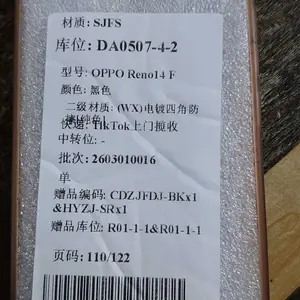 材质: SJFS
库位: DA0507-4-2
型号: OPPO Reno14 F
颜色: 黑色
二级材质: (WX)电镀四角防
摔[纯色]
快递: TikTok上门揽收
中转位: -
批次: 2603010016
单
赠品编码: CDZJFDJ-BKx1
&HYZJ-SRx1
赠品库位: R01-1-1&R01-1-1
页码: 110/122